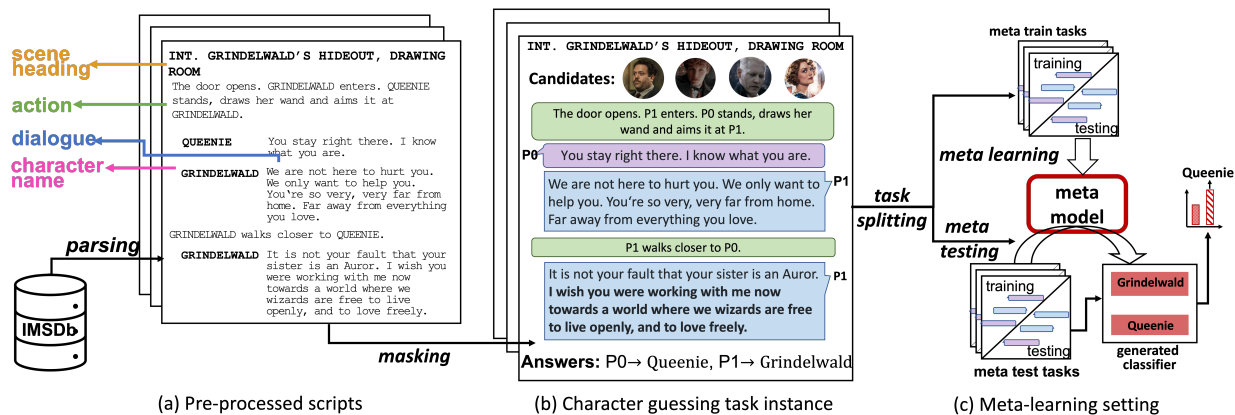 scene
heading
action
dialogue
character
name
parsing
IMSDb
INT. GRINDELWALD'S HIDEOUT, DRAWING
ROOM
The door opens. GRINDELWALD enters. QUEENIE
stands, draws her wand and aims it at
GRINDELWALD.
QUEENIE
You stay right there. I know
what you are.
GRINDELWALD
We are not here to hurt you.
We only want to help you.
You're so very, very far from
home. Far away from everything
you love.
GRINDELWALD walks closer to QUEENIE.
GRINDELWALD
It is not your fault that your
sister is an Auror. I wish you
were working with me now
towards a world where we
wizards are free to live
openly, and to love freely.
masking
(a) Pre-processed scripts
INT. GRINDELWALD'S HIDEOUT, DRAWING ROOM
Candidates:
The door opens. P1 enters. P0 stands, draws her
wand and aims it at P1.
P0
You stay right there. I know what you are.
We are not here to hurt you. We only want to
help you. You're so very, very far from home.
Far away from everything you love.
P1
P1 walks closer to P0.
It is not your fault that your sister is an Auror.
I wish you were working with me now
towards a world where we wizards are free
to live openly, and to love freely.
P1
Answers: P0→ Queenie, P1→ Grindelwald
(b) Character guessing task instance
task
splitting
meta train tasks
training
testing
meta learning
meta
model
meta
testing
training
testing
meta test tasks
Grindelwald
Queenie
generated
classifier
Queenie
(c) Meta-learning setting